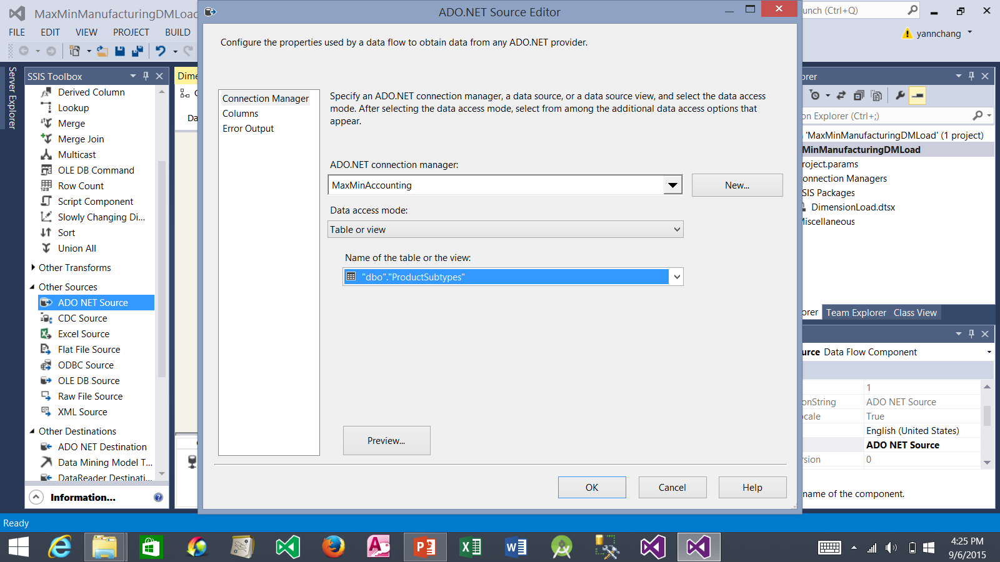 MaxMinManufacturingDMLoad
ADO.NET Source Editor
unch (Ctrl+Q)
FILE EDIT VIEW PROJECT BUILD
yannchang
Configure the properties used by a data flow to obtain data from any ADO.NET provider.
Server Explorer
SSIS Toolbox
Derived Column
Lookup
Merge
Merge Join
Multicast
OLE DB Command
Row Count
Script Component
Slowly Changing Di...
Sort
Union All
Other Transforms
Other Sources
ADO NET Source
CDC Source
Excel Source
Flat File Source
ODBC Source
OLE DB Source
Raw File Source
XML Source
Other Destinations
ADO NET Destination
Data Mining Model T...
DataReader Destinati...
Information...
Dime
Da
Connection Manager
Columns
Error Output
Specify an ADO.NET connection manager, a data source, or a data source view, and select the data access
mode. After selecting the data access mode, select from among the additional data access options that
appear.
ADO.NET connection manager:
MaxMinAccounting
New...
Data access mode:
Table or view
Name of the table or the view:
"dbo"."ProductSubtypes"
Preview...
OK
Cancel
Help
orer
on Explorer (Ctrl+;)
'MaxMinManufacturingDMLoad' (1 project)
MinManufacturingDMLoad
roject.params
onnection Managers
SIS Packages
DimensionLoad.dtsx
Miscellaneous
orer Team Explorer Class View
urce Data Flow Component
1
onString ADO NET Source
ocale True
English (United States)
ADO NET Source
rsion 0
name of the component.
Ready
4:25 PM
9/6/2015